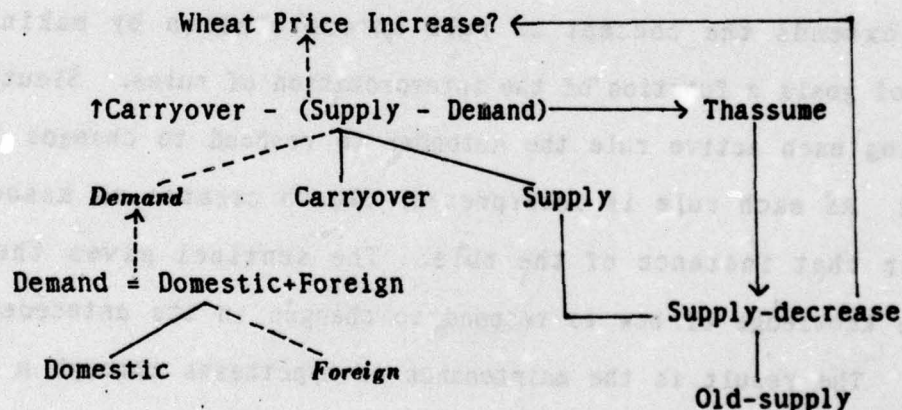 Wheat Price Increase?
↑Carryover - (Supply - Demand) Thassume
Demand Carryover Supply
Demand = Domestic+Foreign
Supply-decrease
Domestic Foreign
Old-supply